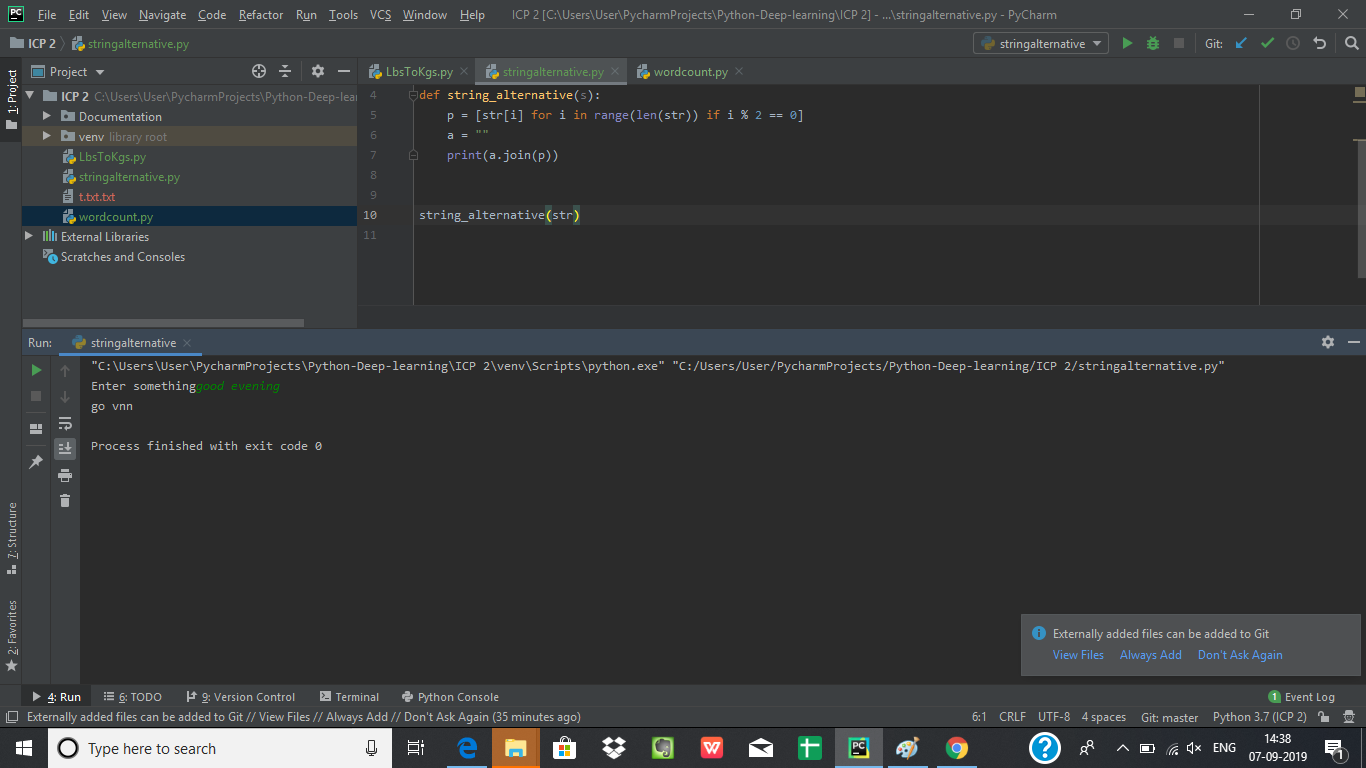 File Edit View Navigate Code Refactor Run Tools VCS Window Help ICP 2 [C:\Users\User\PycharmProjects\Python-Deep-learning\ICP 2] - ...\stringalternative.py - PyCharm
ICP 2 stringalternative.py stringalternative Git:
1: Project
Project LbsToKgs.py stringalternative.py wordcount.py
ICP 2 C:\Users\User\PycharmProjects\Python-Deep-lear
Documentation
venv library root
LbsToKgs.py
stringalternative.py
t.txt.txt
wordcount.py
External Libraries
Scratches and Consoles
4 def string_alternative(s):
5 p = [str[i] for i in range(len(str)) if i % 2 == 0]
6 a = ""
7 print(a.join(p))
8
9
10 string_alternative(str)
11
Run: stringalternative
"C:\Users\User\PycharmProjects\Python-Deep-learning\ICP 2\venv\Scripts\python.exe" "C:/Users/User/PycharmProjects/Python-Deep-learning/ICP 2/stringalternative.py"
Enter somethinggood evening
go vnn
Process finished with exit code 0
7: Structure
2: Favorites
Externally added files can be added to Git
View Files Always Add Don't Ask Again
4: Run 6: TODO 9: Version Control Terminal Python Console 1 Event Log
Externally added files can be added to Git // View Files // Always Add // Don't Ask Again (35 minutes ago) 6:1 CRLF UTF-8 4 spaces Git: master Python 3.7 (ICP 2)
Type here to search ENG 14:38
07-09-2019 1